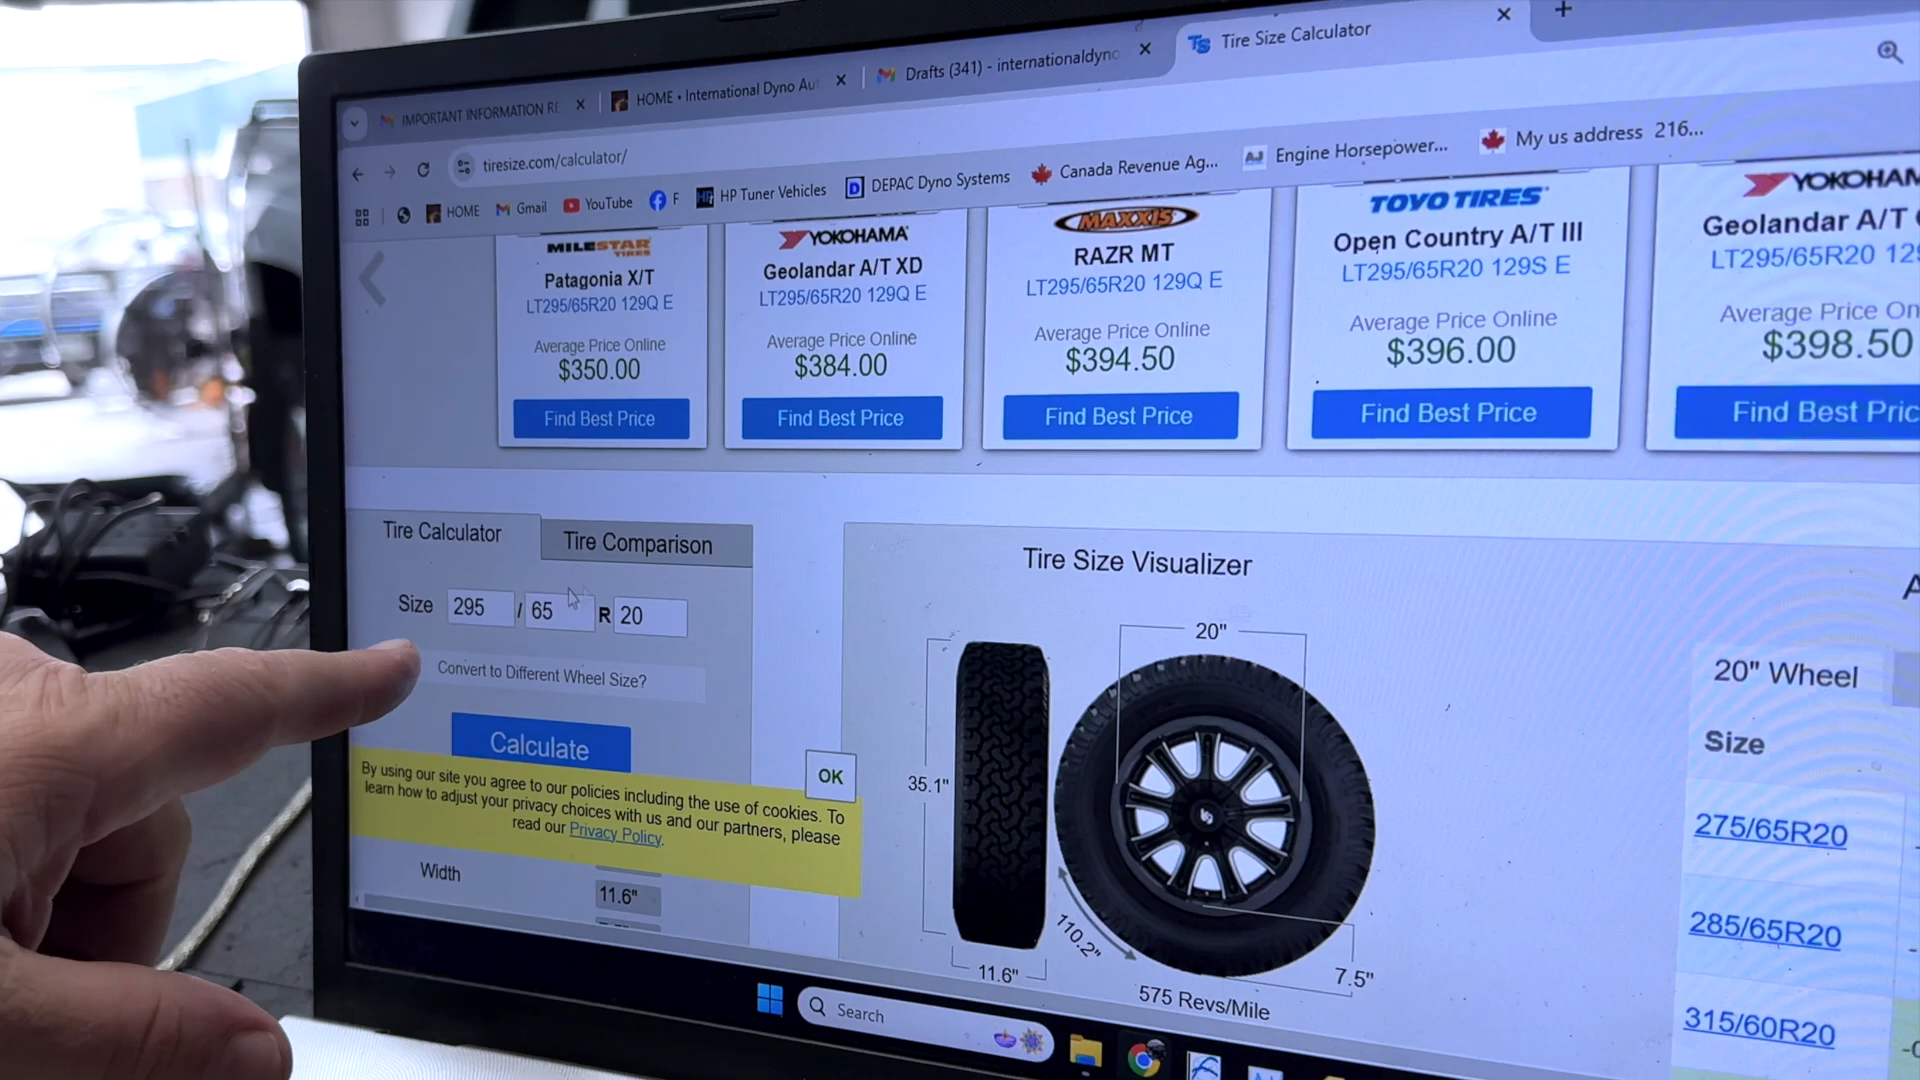 IMPORTANT INFORMATION RE
HOME • International Dyno Aut
Drafts (341) - internationaldyno
Tire Size Calculator
tiresize.com/calculator/
HOME
Gmail
YouTube
F
HP Tuner Vehicles
DEPAC Dyno Systems
Canada Revenue Ag...
Engine Horsepower...
My us address 216...
MILESTAR
TIRES
Patagonia X/T
LT295/65R20 129Q E
Average Price Online
$350.00
Find Best Price
YOKOHAMA
Geolandar A/T XD
LT295/65R20 129Q E
Average Price Online
$384.00
Find Best Price
MAXXIS
RAZR MT
LT295/65R20 129Q E
Average Price Online
$394.50
Find Best Price
TOYO TIRES
Open Country A/T III
LT295/65R20 129S E
Average Price Online
$396.00
Find Best Price
YOKOHAM
Geolandar A/T
LT295/65R20 12
Average Price On
$398.50
Find Best Pric
Tire Calculator
Tire Comparison
Size 295 / 65 R 20
Convert to Different Wheel Size?
Calculate
By using our site you agree to our policies including the use of cookies. To
learn how to adjust your privacy choices with us and our partners, please
read our Privacy Policy.
OK
Width
11.6"
Tire Size Visualizer
20"
35.1"
11.6"
110.2"
7.5"
575 Revs/Mile
A
20" Wheel
Size
275/65R20
285/65R20
315/60R20
Search